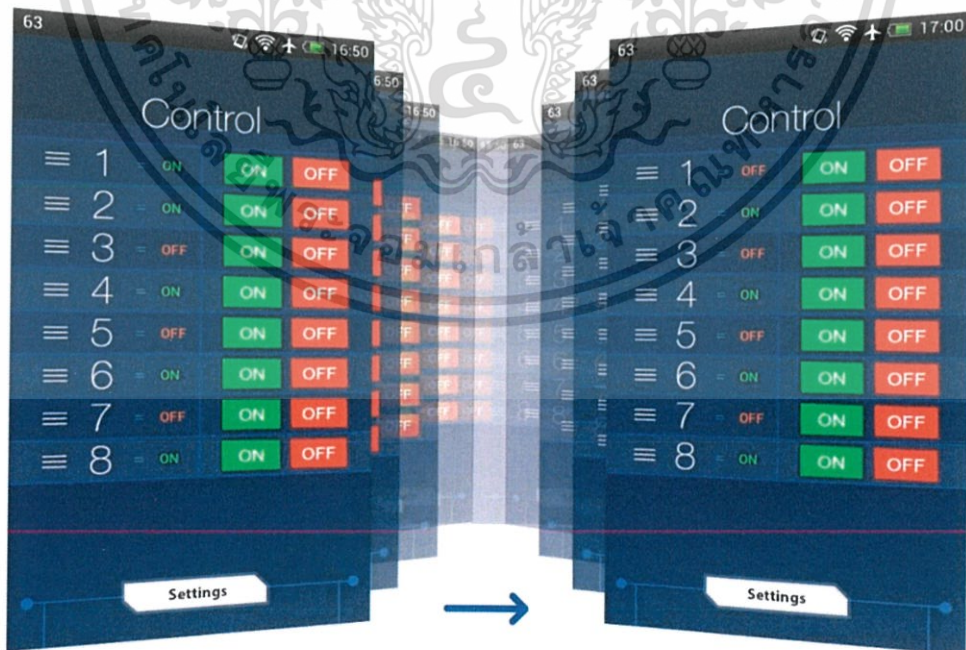 63 16:50
Control
1 = ON ON OFF
2 = ON ON OFF
3 = OFF ON OFF
4 = ON ON OFF
5 = OFF ON OFF
6 = ON ON OFF
7 = OFF ON OFF
8 = ON ON OFF
Settings
63 17:00
Control
1 = OFF ON OFF
2 = ON ON OFF
3 = OFF ON OFF
4 = ON ON OFF
5 = OFF ON OFF
6 = ON ON OFF
7 = OFF ON OFF
8 = ON ON OFF
Settings